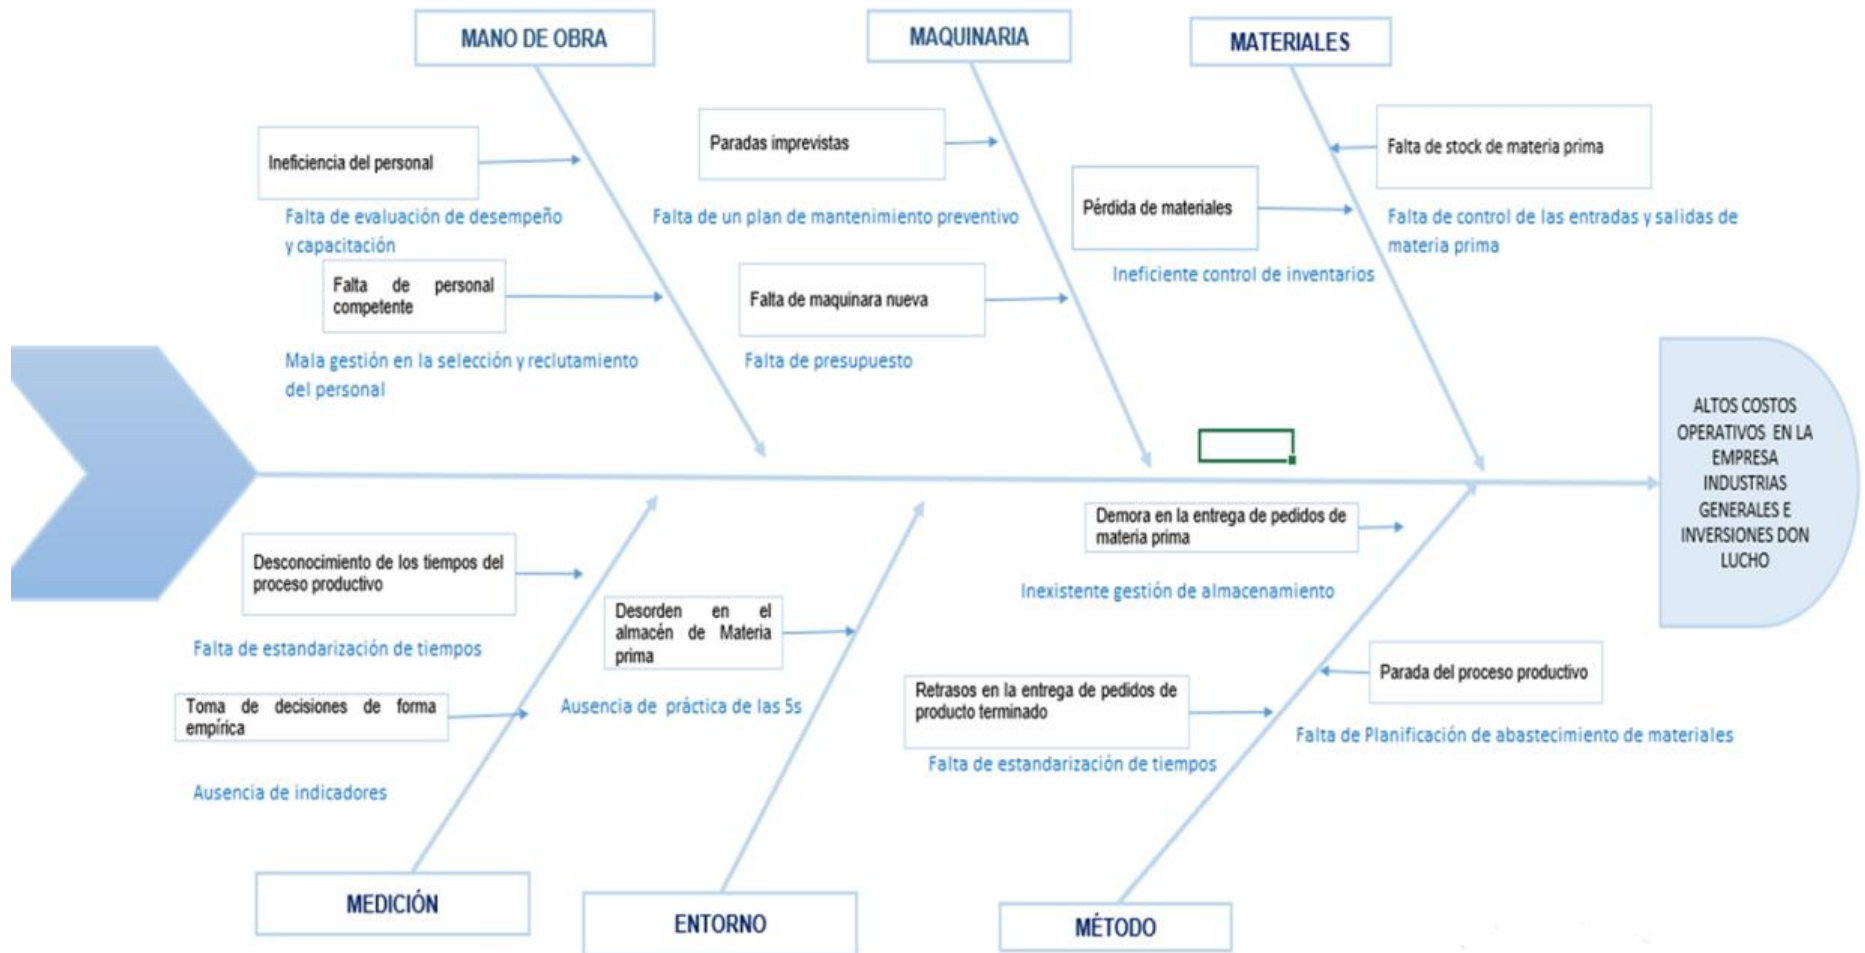 MANO DE OBRA
MAQUINARIA
MATERIALES
Ineficiencia del personal
Falta de evaluación de desempeño
y capacitación
Falta de personal
competente
Mala gestión en la selección y reclutamiento
del personal
Paradas imprevistas
Falta de un plan de mantenimiento preventivo
Falta de maquinara nueva
Falta de presupuesto
Pérdida de materiales
Ineficiente control de inventarios
Falta de stock de materia prima
Falta de control de las entradas y salidas de
materia prima
ALTOS COSTOS
OPERATIVOS EN LA
EMPRESA
INDUSTRIAS
GENERALES E
INVERSIONES DON
LUCHO
Desconocimiento de los tiempos del
proceso productivo
Falta de estandarización de tiempos
Toma de decisiones de forma
empírica
Ausencia de indicadores
Desorden en el
almacén de Materia
prima
Ausencia de práctica de las 5s
Demora en la entrega de pedidos de
materia prima
Inexistente gestión de almacenamiento
Retrasos en la entrega de pedidos de
producto terminado
Falta de estandarización de tiempos
Parada del proceso productivo
Falta de Planificación de abastecimiento de materiales
MEDICIÓN
ENTORNO
MÉTODO